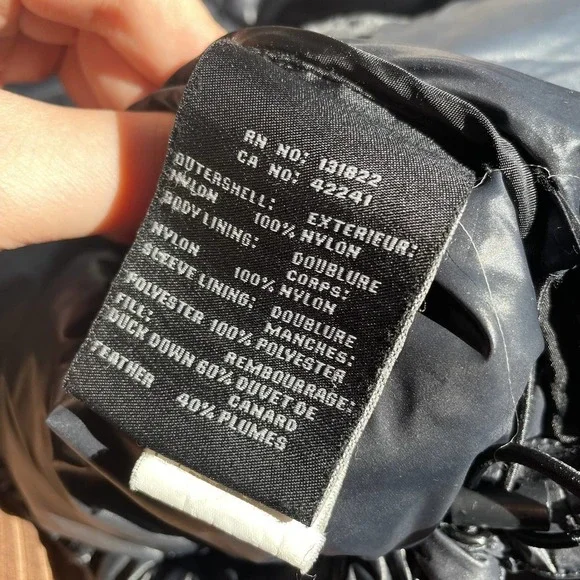 RN NO: 131822
CA NO: 42241
OUTERSHELL: EXTERIEUR:
NYLON 100% NYLON
BODY LINING: DOUBLURE
CORPS:
NYLON 100% NYLON
SLEEVE LINING: DOUBLURE
MANCHES:
POLYESTER 100% POLYESTER
FILL: REMBOURRAGE:
DUCK DOWN 60% DUVET DE
CANARD
FEATHER 40% PLUMES